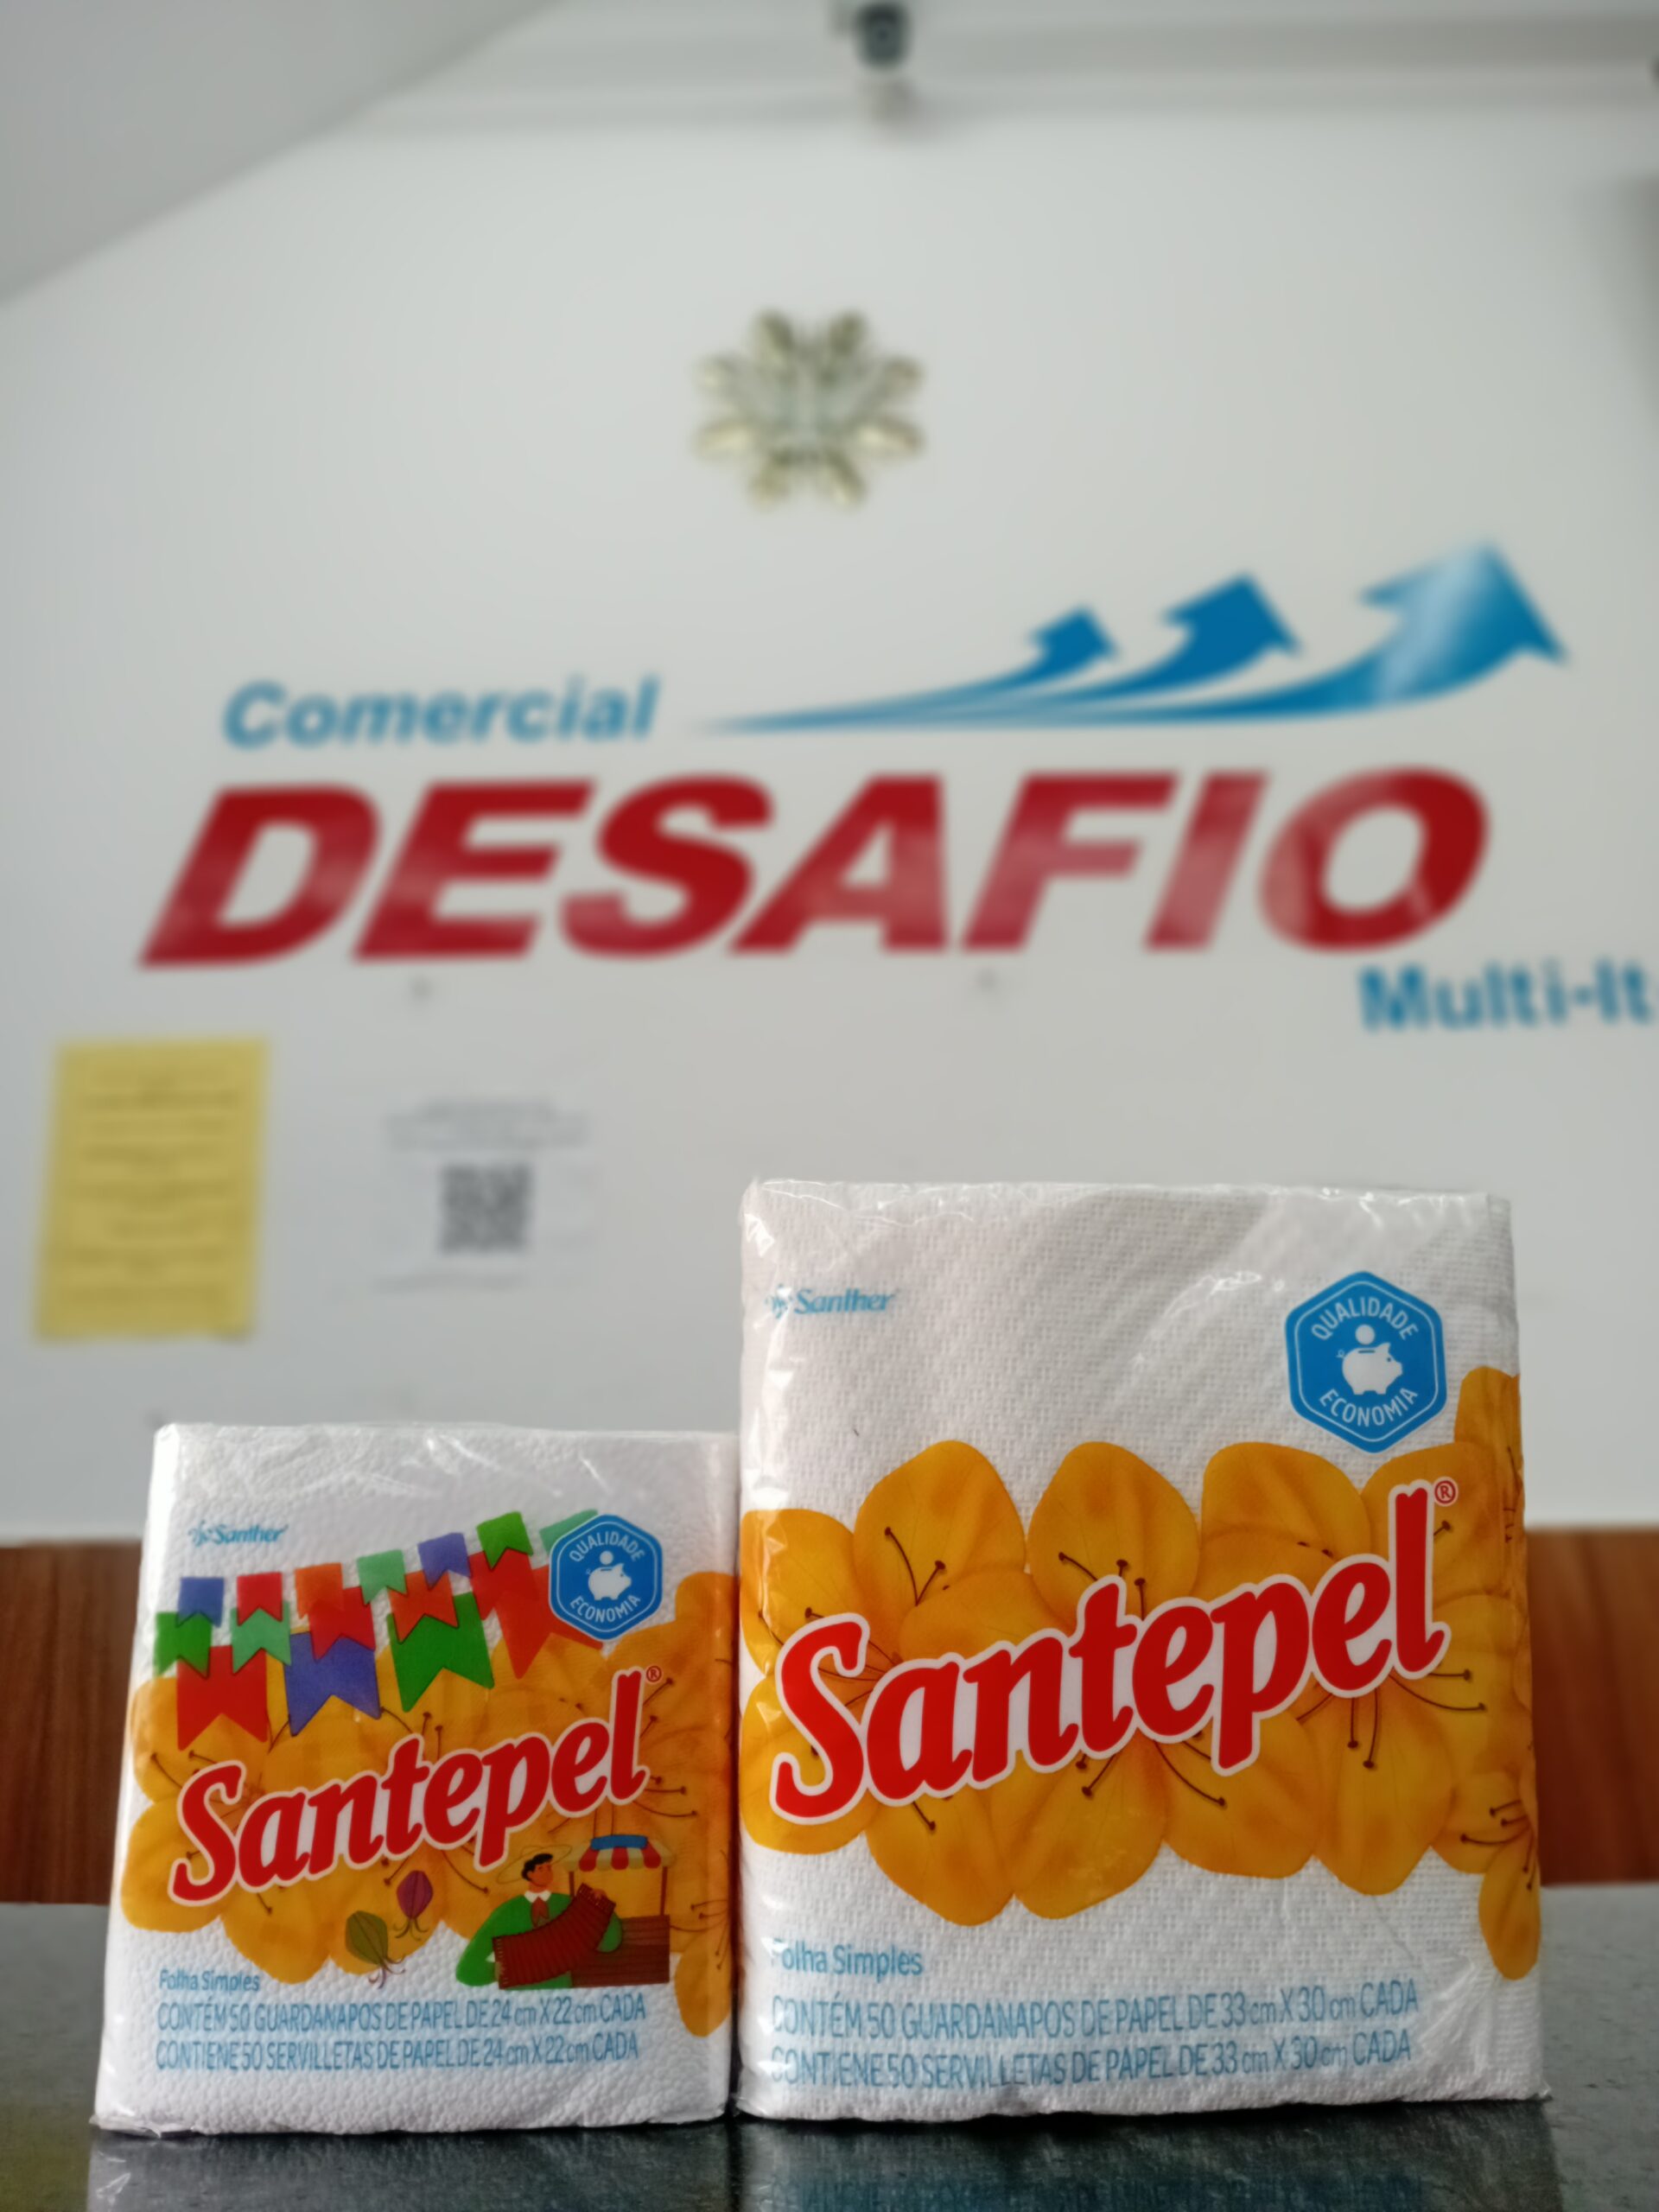 Comercial
DESAFIO
Multi-It
Santher
QUALIDADE
ECONOMIA
Santepel®
Folha Simples
CONTÉM 50 GUARDANAPOS DE PAPEL DE 24 cm X 22 cm CADA
CONTIENE 50 SERVILLETAS DE PAPEL DE 24 cm X 22 cm CADA
Santher
QUALIDADE
ECONOMIA
Santepel®
Folha Simples
CONTÉM 50 GUARDANAPOS DE PAPEL DE 33 cm X 30 cm CADA
CONTIENE 50 SERVILLETAS DE PAPEL DE 33 cm X 30 cm CADA